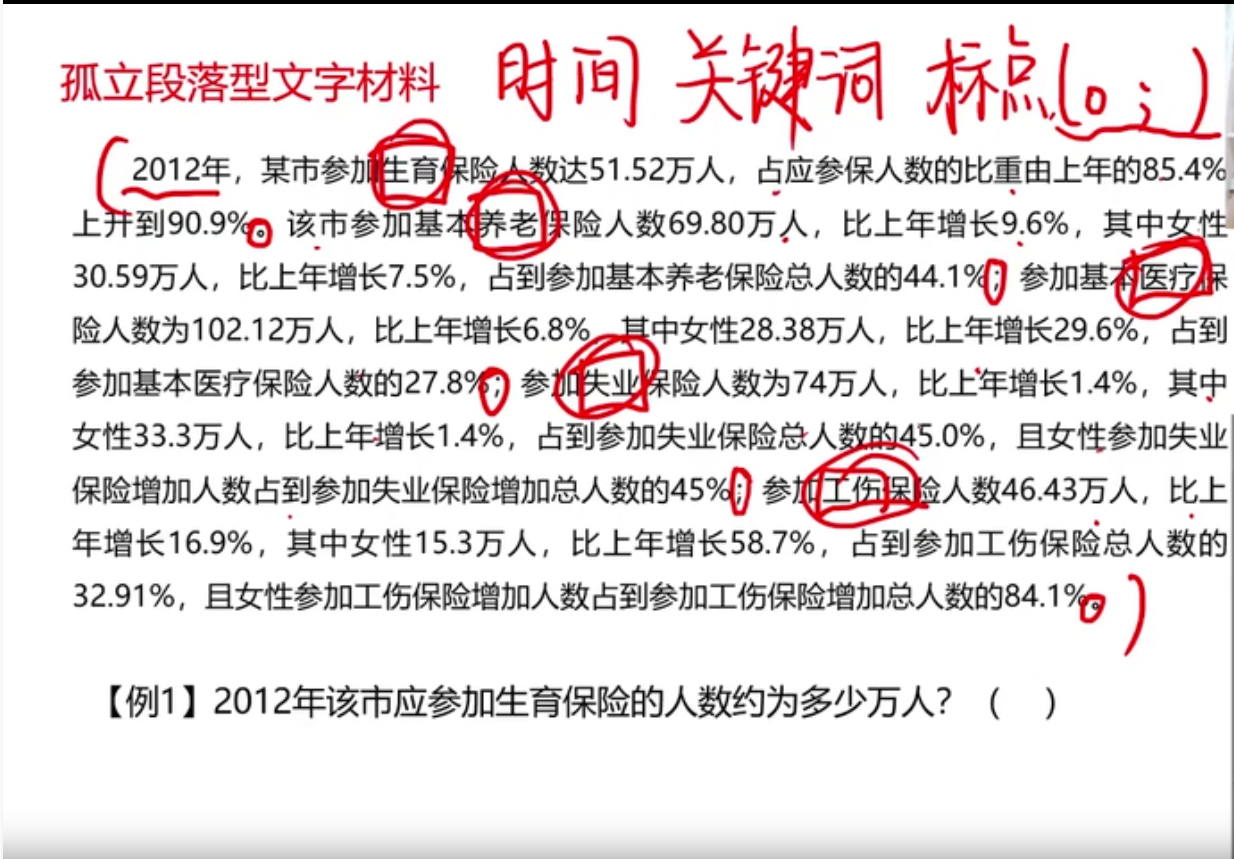 孤立段落型文字材料 时间 关键词 标点(。;)
2012年，某市参加生育保险人数达51.52万人，占应参保人数的比重由上年的85.4%
上升到90.9%。该市参加基本养老保险人数69.80万人，比上年增长9.6%，其中女性
30.59万人，比上年增长7.5%，占到参加基本养老保险总人数的44.1%；参加基本医疗保
险人数为102.12万人，比上年增长6.8%，其中女性28.38万人，比上年增长29.6%，占到
参加基本医疗保险人数的27.8%；参加失业保险人数为74万人，比上年增长1.4%，其中
女性33.3万人，比上年增长1.4%，占到参加失业保险总人数的45.0%，且女性参加失业
保险增加人数占到参加失业保险增加总人数的45%；参加工伤保险人数46.43万人，比上
年增长16.9%，其中女性15.3万人，比上年增长58.7%，占到参加工伤保险总人数的
32.91%，且女性参加工伤保险增加人数占到参加工伤保险增加总人数的84.1%。
【例1】2012年该市应参加生育保险的人数约为多少万人？（ ）